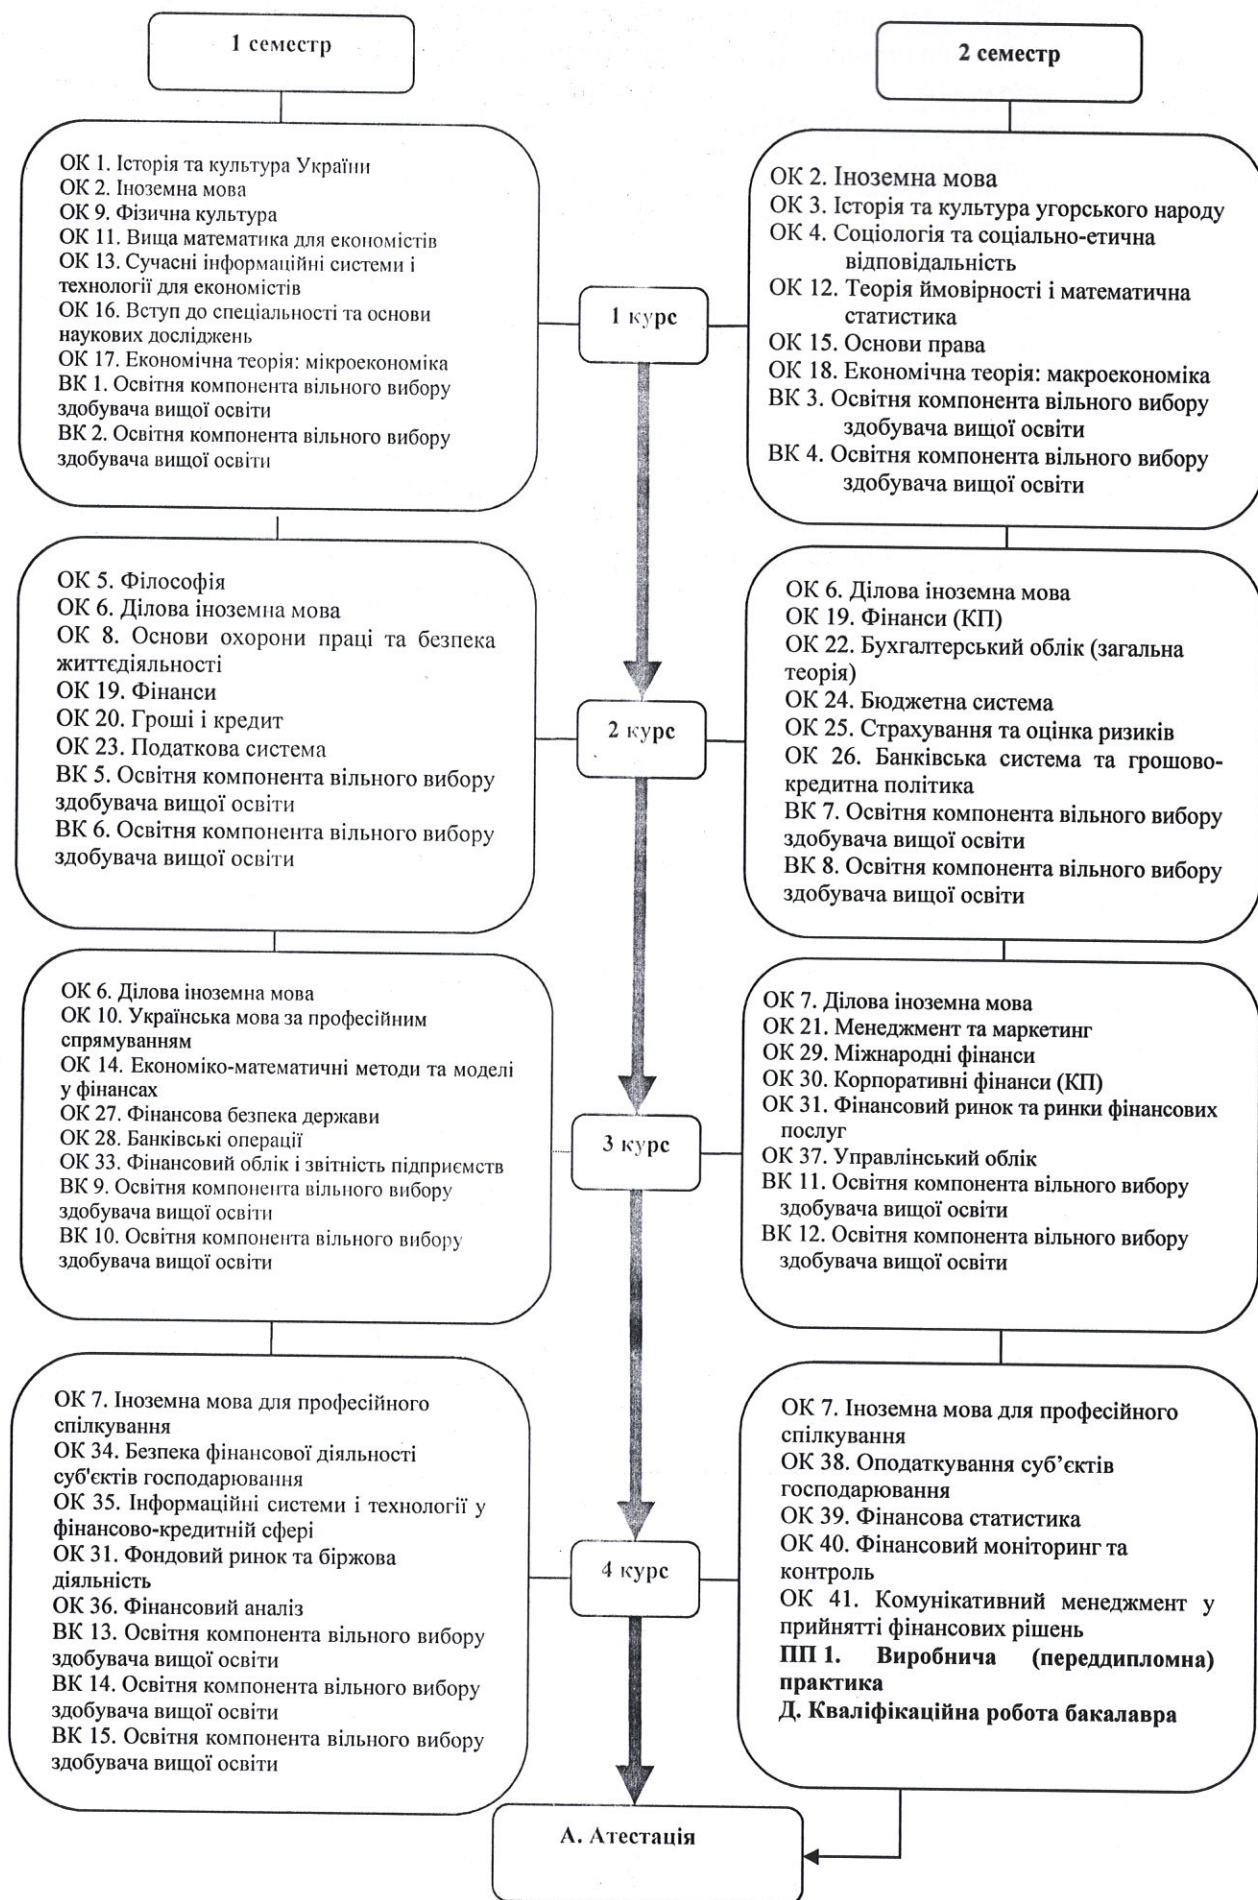 1 семестр
2 семестр
ОК 1. Історія та культура України
ОК 2. Іноземна мова
ОК 9. Фізична культура
ОК 11. Вища математика для економістів
ОК 13. Сучасні інформаційні системи і
технології для економістів
ОК 16. Вступ до спеціальності та основи
наукових досліджень
ОК 17. Економічна теорія: мікроекономіка
ВК 1. Освітня компонента вільного вибору
здобувача вищої освіти
ВК 2. Освітня компонента вільного вибору
здобувача вищої освіти
1 курс
ОК 2. Іноземна мова
ОК 3. Історія та культура угорського народу
ОК 4. Соціологія та соціально-етична
відповідальність
ОК 12. Теорія ймовірності і математична
статистика
ОК 15. Основи права
ОК 18. Економічна теорія: макроекономіка
ВК 3. Освітня компонента вільного вибору
здобувача вищої освіти
ВК 4. Освітня компонента вільного вибору
здобувача вищої освіти
ОК 5. Філософія
ОК 6. Ділова іноземна мова
ОК 8. Основи охорони праці та безпека
життєдіяльності
ОК 19. Фінанси
ОК 20. Гроші і кредит
ОК 23. Податкова система
ВК 5. Освітня компонента вільного вибору
здобувача вищої освіти
ВК 6. Освітня компонента вільного вибору
здобувача вищої освіти
2 курс
ОК 6. Ділова іноземна мова
ОК 19. Фінанси (КП)
ОК 22. Бухгалтерський облік (загальна
теорія)
ОК 24. Бюджетна система
ОК 25. Страхування та оцінка ризиків
ОК 26. Банківська система та грошово-
кредитна політика
ВК 7. Освітня компонента вільного вибору
здобувача вищої освіти
ВК 8. Освітня компонента вільного вибору
здобувача вищої освіти
ОК 6. Ділова іноземна мова
ОК 10. Українська мова за професійним
спрямуванням
ОК 14. Економіко-математичні методи та моделі
у фінансах
ОК 27. Фінансова безпека держави
ОК 28. Банківські операції
ОК 33. Фінансовий облік і звітність підприємств
ВК 9. Освітня компонента вільного вибору
здобувача вищої освіти
ВК 10. Освітня компонента вільного вибору
здобувача вищої освіти
3 курс
ОК 7. Ділова іноземна мова
ОК 21. Менеджмент та маркетинг
ОК 29. Міжнародні фінанси
ОК 30. Корпоративні фінанси (КП)
ОК 31. Фінансовий ринок та ринки фінансових
послуг
ОК 37. Управлінський облік
ВК 11. Освітня компонента вільного вибору
здобувача вищої освіти
ВК 12. Освітня компонента вільного вибору
здобувача вищої освіти
ОК 7. Іноземна мова для професійного
спілкування
ОК 34. Безпека фінансової діяльності
суб'єктів господарювання
ОК 35. Інформаційні системи і технології у
фінансово-кредитній сфері
ОК 31. Фондовий ринок та біржова
діяльність
ОК 36. Фінансовий аналіз
ВК 13. Освітня компонента вільного вибору
здобувача вищої освіти
ВК 14. Освітня компонента вільного вибору
здобувача вищої освіти
ВК 15. Освітня компонента вільного вибору
здобувача вищої освіти
4 курс
ОК 7. Іноземна мова для професійного
спілкування
ОК 38. Оподаткування суб’єктів
господарювання
ОК 39. Фінансова статистика
ОК 40. Фінансовий моніторинг та
контроль
ОК 41. Комунікативний менеджмент у
прийнятті фінансових рішень
ПП 1. Виробнича (переддипломна)
практика
Д. Кваліфікаційна робота бакалавра
А. Атестація